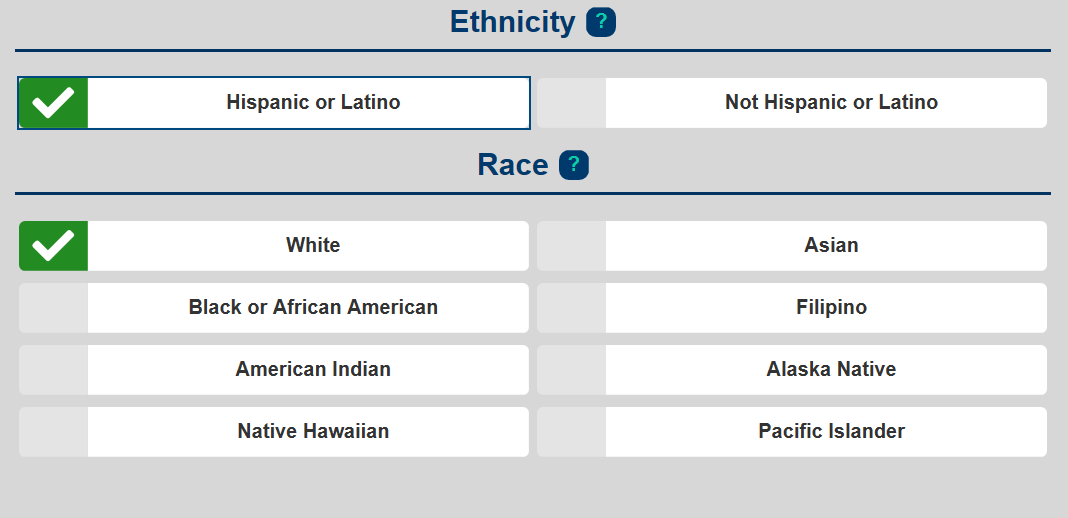 Ethnicity ?
Hispanic or Latino
Not Hispanic or Latino
Race ?
White
Asian
Black or African American
Filipino
American Indian
Alaska Native
Native Hawaiian
Pacific Islander